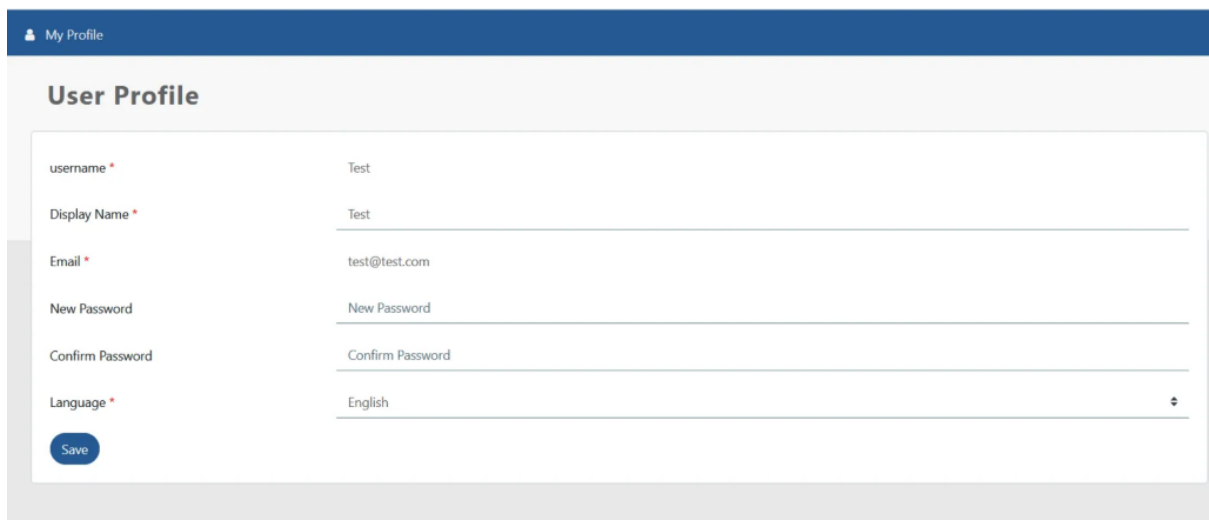 My Profile
User Profile
username * Test
Display Name * Test
Email * test@test.com
New Password New Password
Confirm Password Confirm Password
Language * English
Save